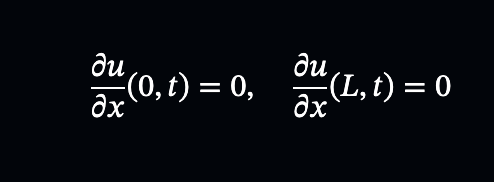 ∂u/∂x(0, t) = 0, ∂u/∂x(L, t) = 0